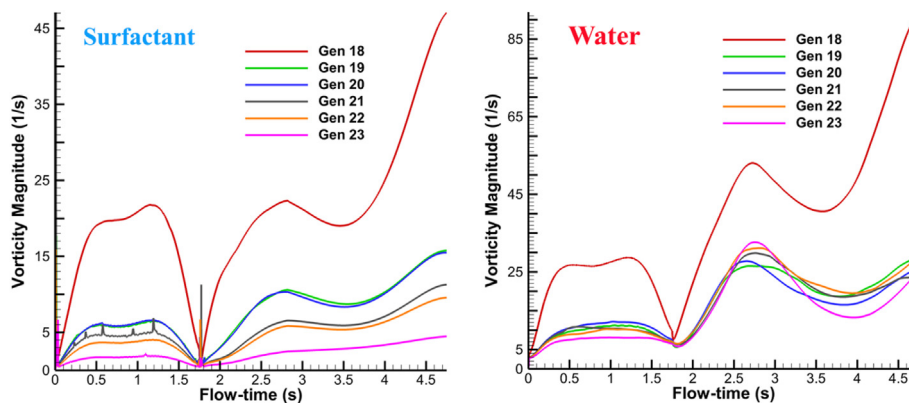 Surfactant
Vorticity Magnitude (1/s)
45
35
25
15
5
0
0
0.5
1
1.5
2
2.5
3
3.5
4
4.5
Flow-time (s)
Gen 18
Gen 19
Gen 20
Gen 21
Gen 22
Gen 23
Water
Vorticity Magnitude (1/s)
85
75
65
55
45
35
25
15
5
0
0
0.5
1
1.5
2
2.5
3
3.5
4
4.5
Flow-time (s)
Gen 18
Gen 19
Gen 20
Gen 21
Gen 22
Gen 23